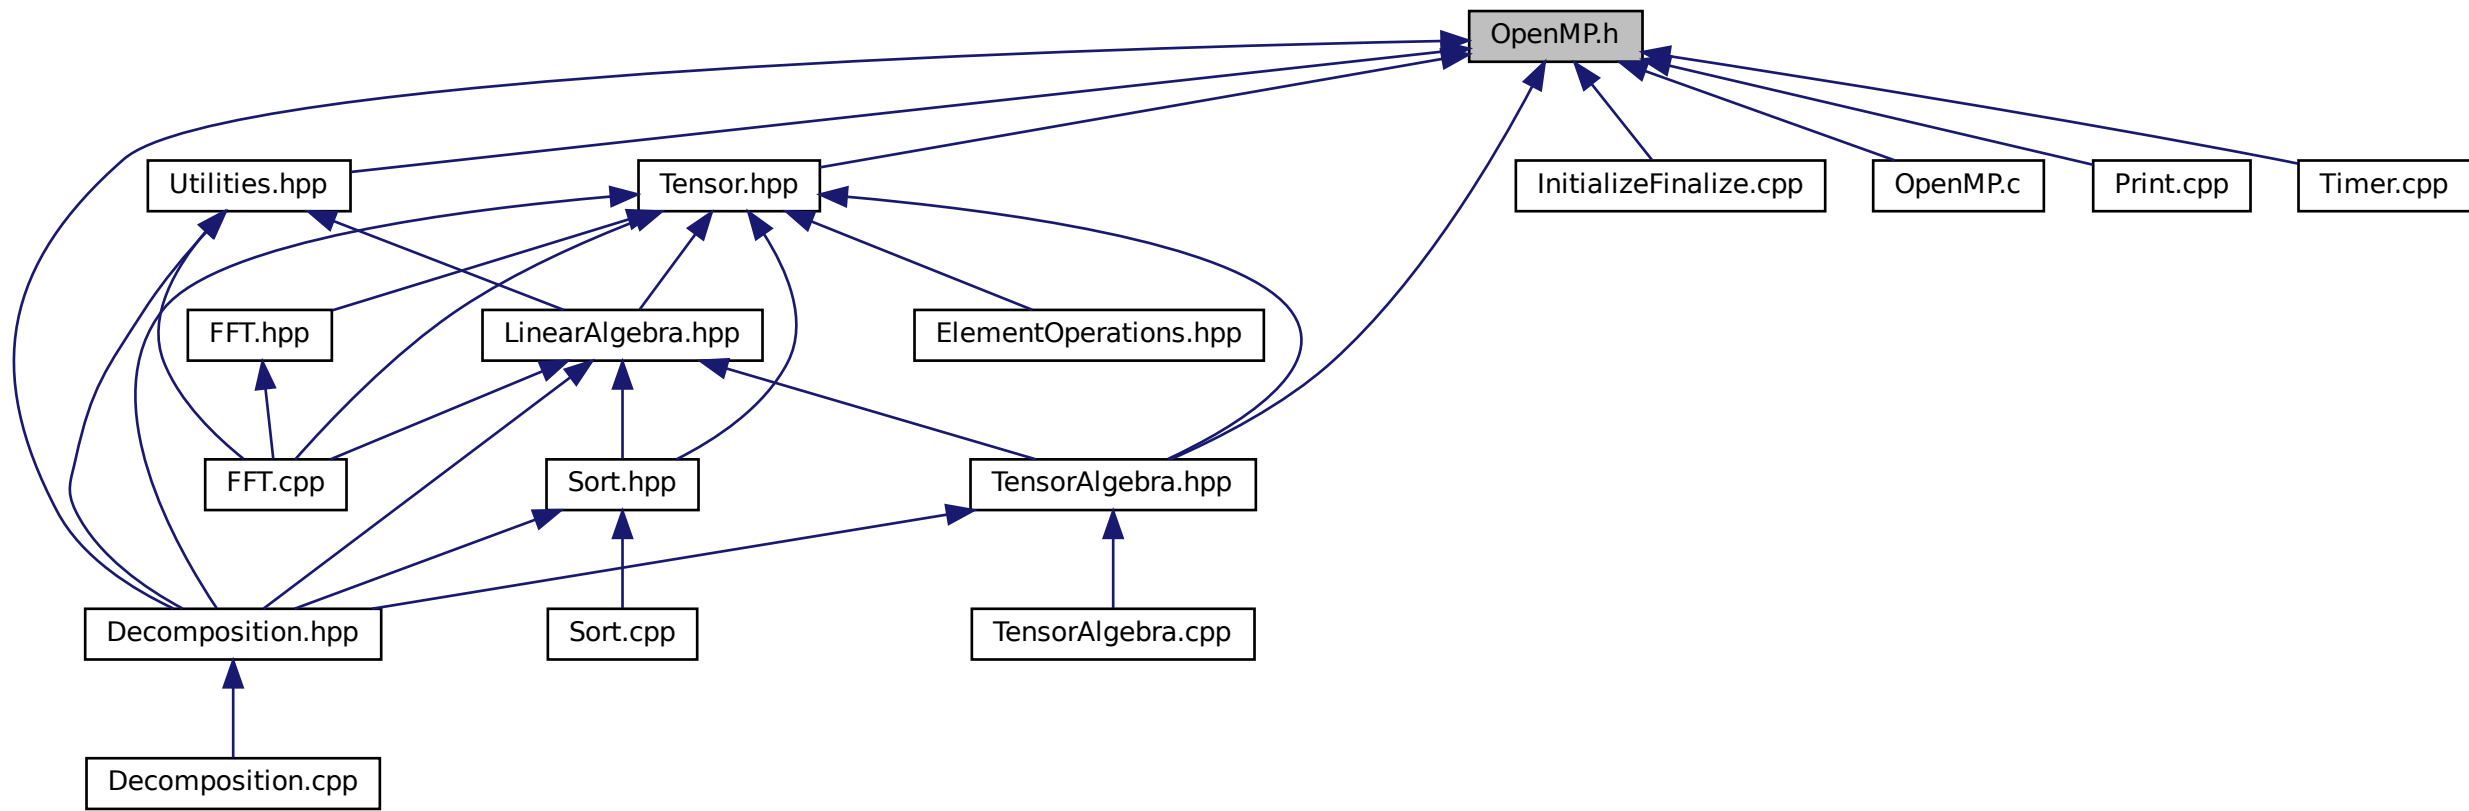 OpenMP.h
Utilities.hpp
Tensor.hpp
InitializeFinalize.cpp
OpenMP.c
Print.cpp
Timer.cpp
FFT.hpp
LinearAlgebra.hpp
ElementOperations.hpp
FFT.cpp
Sort.hpp
TensorAlgebra.hpp
Decomposition.hpp
Sort.cpp
TensorAlgebra.cpp
Decomposition.cpp